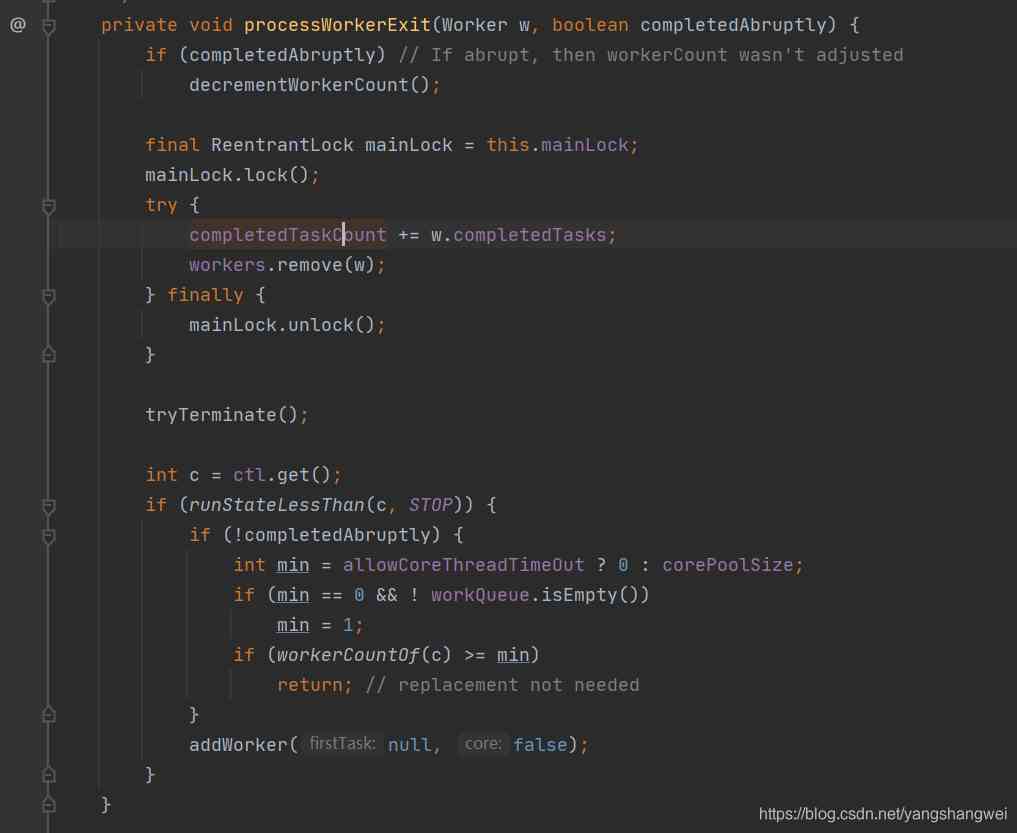 @ private void processWorkerExit(Worker w, boolean completedAbruptly) {
if (completedAbruptly) // If abrupt, then workerCount wasn't adjusted
decrementWorkerCount();
final ReentrantLock mainLock = this.mainLock;
mainLock.lock();
try {
completedTaskCount += w.completedTasks;
workers.remove(w);
} finally {
mainLock.unlock();
}
tryTerminate();
int c = ctl.get();
if (runStateLessThan(c, STOP)) {
if (!completedAbruptly) {
int min = allowCoreThreadTimeOut ? 0 : corePoolSize;
if (min == 0 && ! workQueue.isEmpty())
min = 1;
if (workerCountOf(c) >= min)
return; // replacement not needed
}
addWorker( firstTask: null, core: false);
}
}
https://blog.csdn.net/yangshangwei